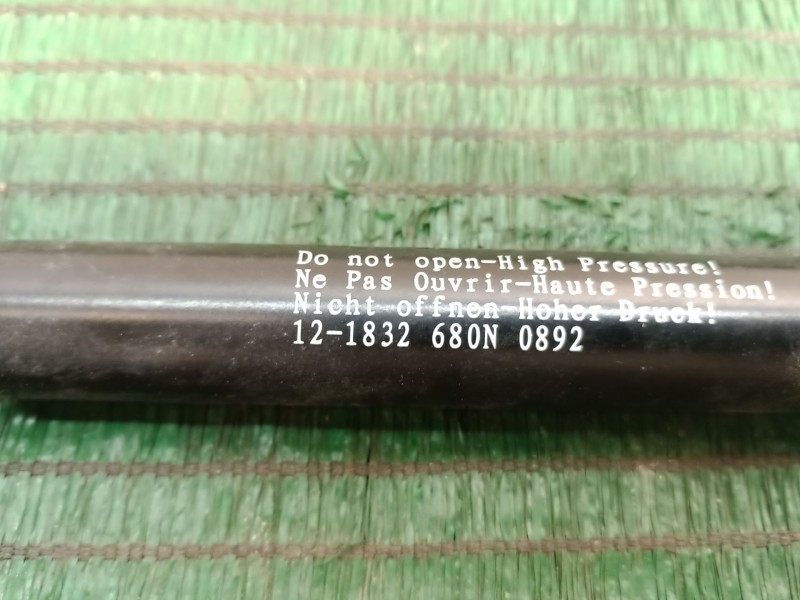 Do not open-High Pressure!
Ne Pas Ouvrir-Haute Pression!
Nicht offnen Hoher Druck!
12-1832 680N 0892